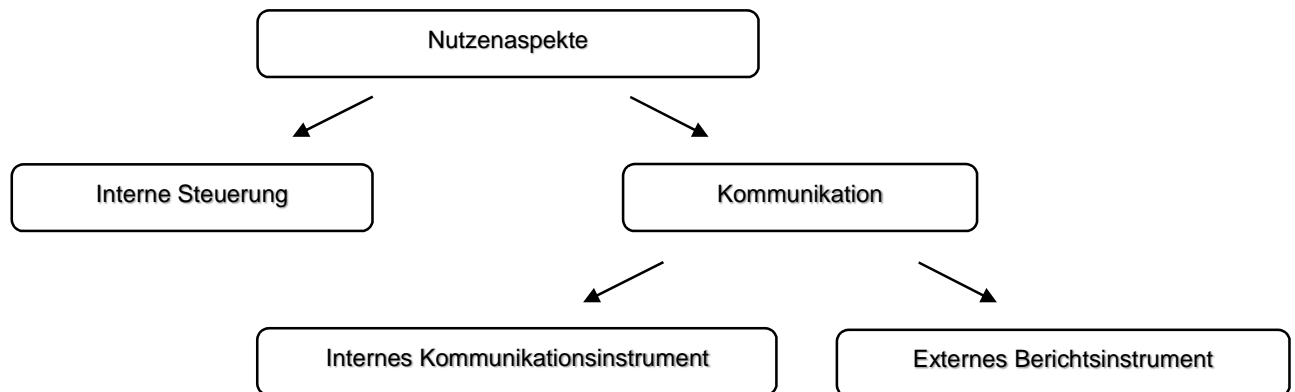 Nutzenaspekte
Interne Steuerung
Kommunikation
Internes Kommunikationsinstrument
Externes Berichtsinstrument